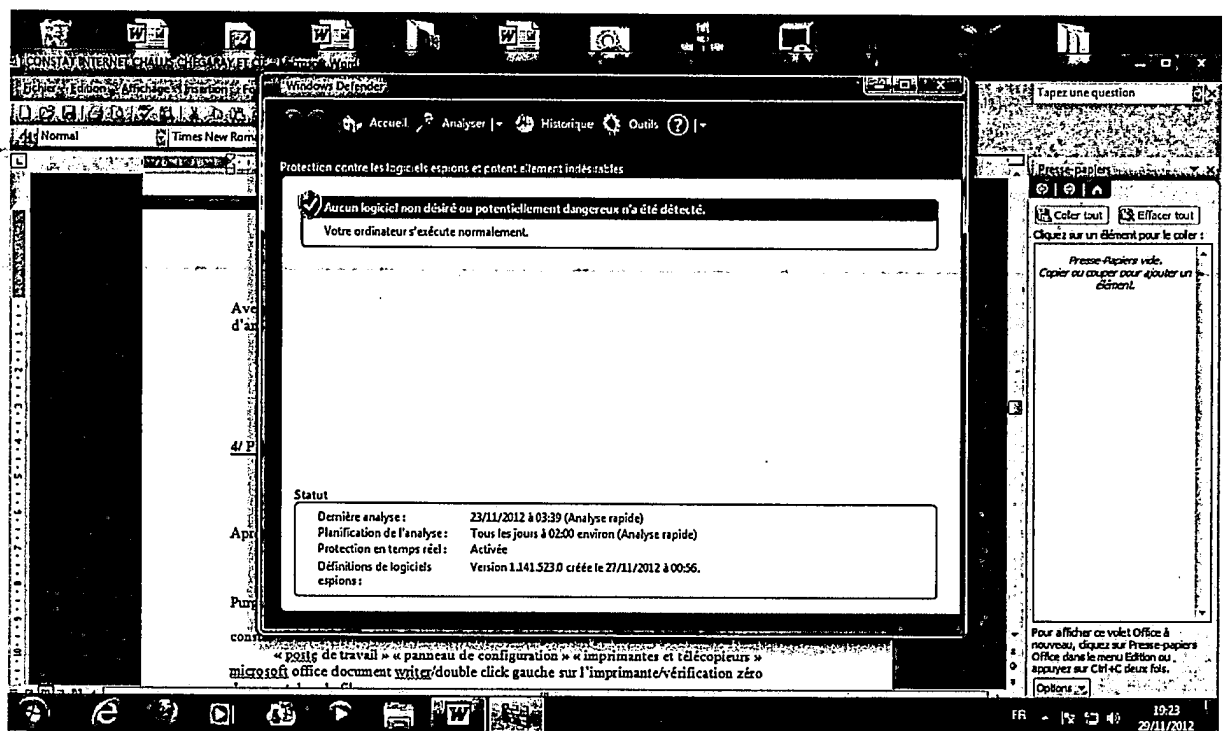 CONSTAT INTERNET
Fichier Edition Affichage Insertion
Tapez une question
Normal
Times New Rom
Windows Defender
Accueil Analyser Historique Outils
Protection contre les logiciels espions et potentiellement indésirables
Aucun logiciel non désiré ou potentiellement dangereux n'a été détecté.
Votre ordinateur s'exécute normalement.
Presse-papiers
Coller tout Effacer tout
Cliquez sur un élément pour le coller :
Presse-Papiers vide.
Copier ou couper pour ajouter un
élément.
Ave
d'an
4/ P
Apr
Pur
cons
Statut
Dernière analyse : 23/11/2012 à 03:39 (Analyse rapide)
Planification de l'analyse : Tous les jours à 02:00 environ (Analyse rapide)
Protection en temps réel : Activée
Définitions de logiciels
espions : Version 1.141.523.0 créée le 27/11/2012 à 00:56.
« poste de travail » « panneau de configuration » « imprimantes et télécopieurs »
microsoft office document writer/double click gauche sur l'imprimante/vérification zéro
Pour afficher ce volet Office à
nouveau, cliquez sur Presse-papiers
Office dans le menu Edition ou
appuyez sur Ctrl+C deux fois.
Options
FR
19:23
29/11/2012